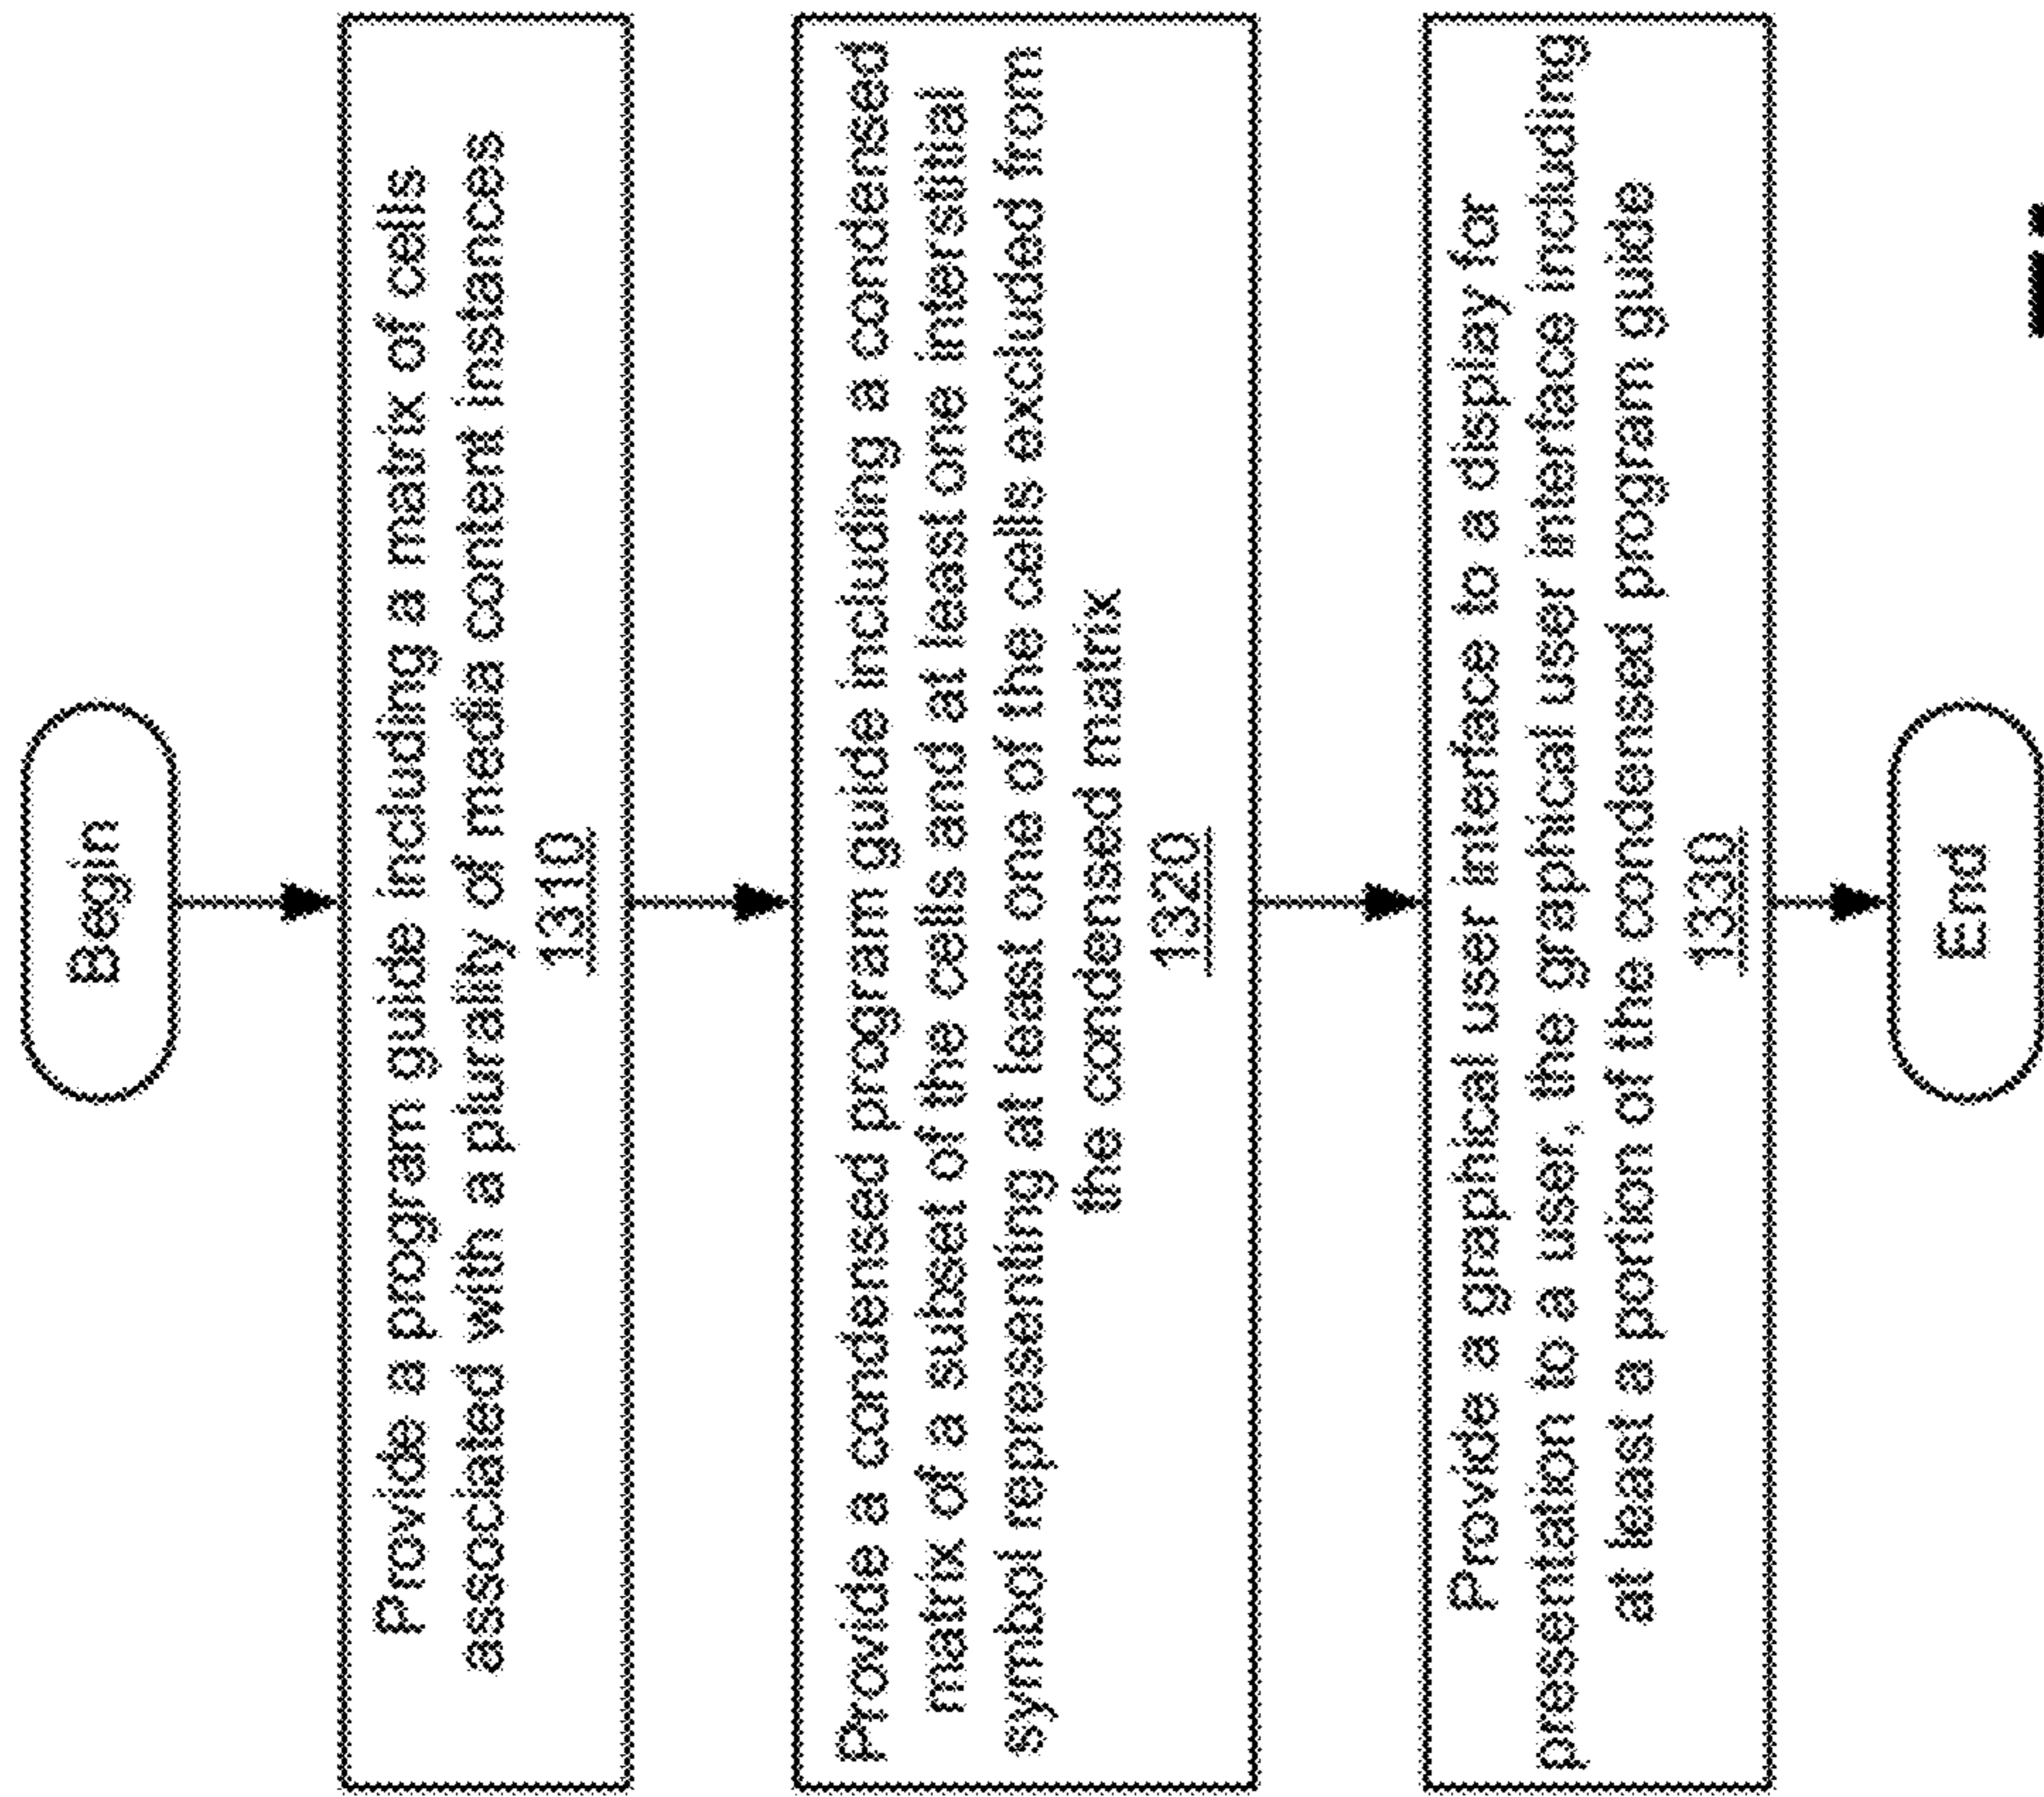 Begin
Provide a program guide including a matrix of cells
associated with a plurality of media content instances
1310
Provide a condensed program guide including a condensed
matrix of a subset of the cells and at least one interstitial
symbol representing at least one of the cells excluded from
the condensed matrix
1320
Provide a graphical user interface to a display for
presentation to a user, the graphical user interface including
at least a portion of the condensed program guide
1330
End